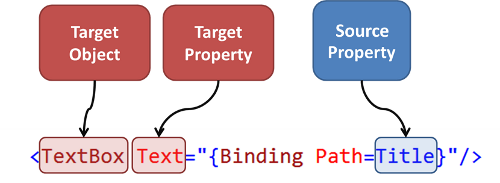 Target Object
Target Property
Source Property
<TextBox Text="{Binding Path=Title}"/>